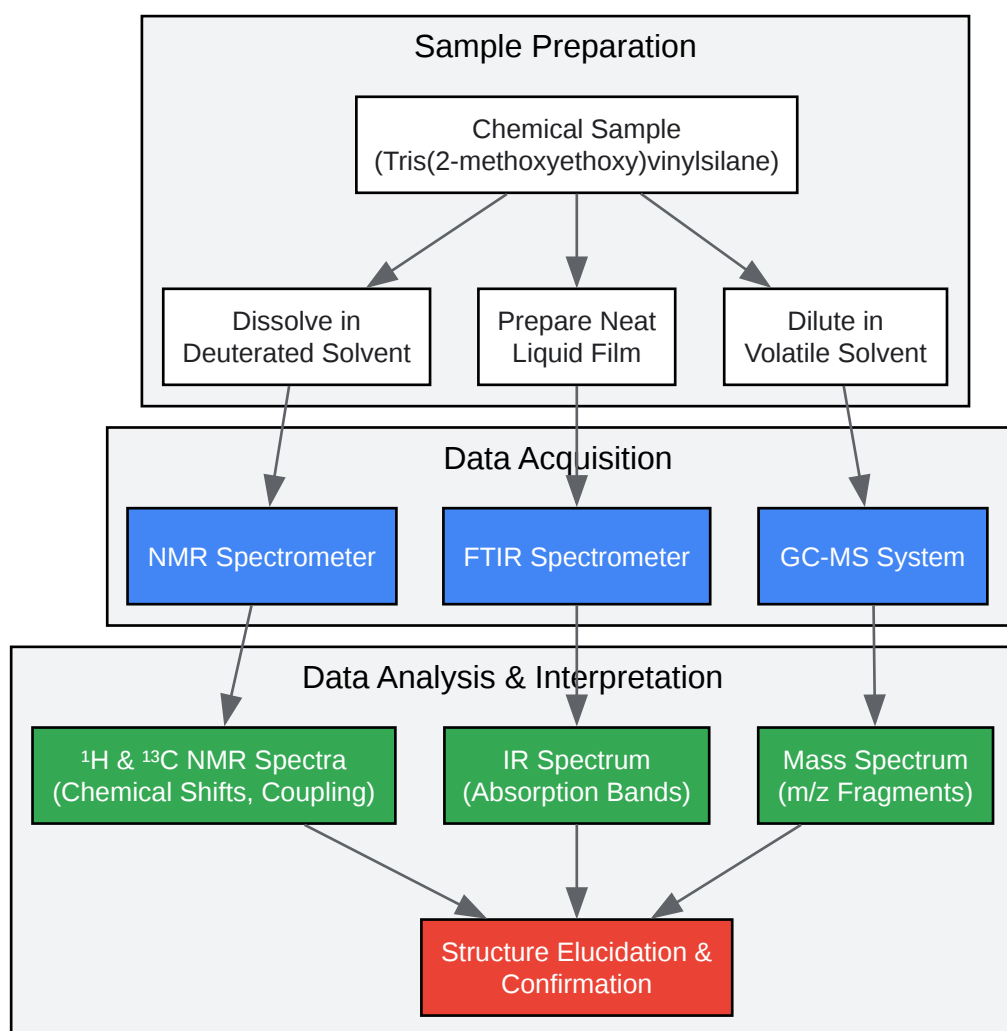 Sample Preparation
Chemical Sample
(Tris(2-methoxyethoxy)vinylsilane)
Dissolve in
Deuterated Solvent
Prepare Neat
Liquid Film
Dilute in
Volatile Solvent
Data Acquisition
NMR Spectrometer
FTIR Spectrometer
GC-MS System
Data Analysis & Interpretation
¹H & ¹³C NMR Spectra
(Chemical Shifts, Coupling)
IR Spectrum
(Absorption Bands)
Mass Spectrum
(m/z Fragments)
Structure Elucidation &
Confirmation